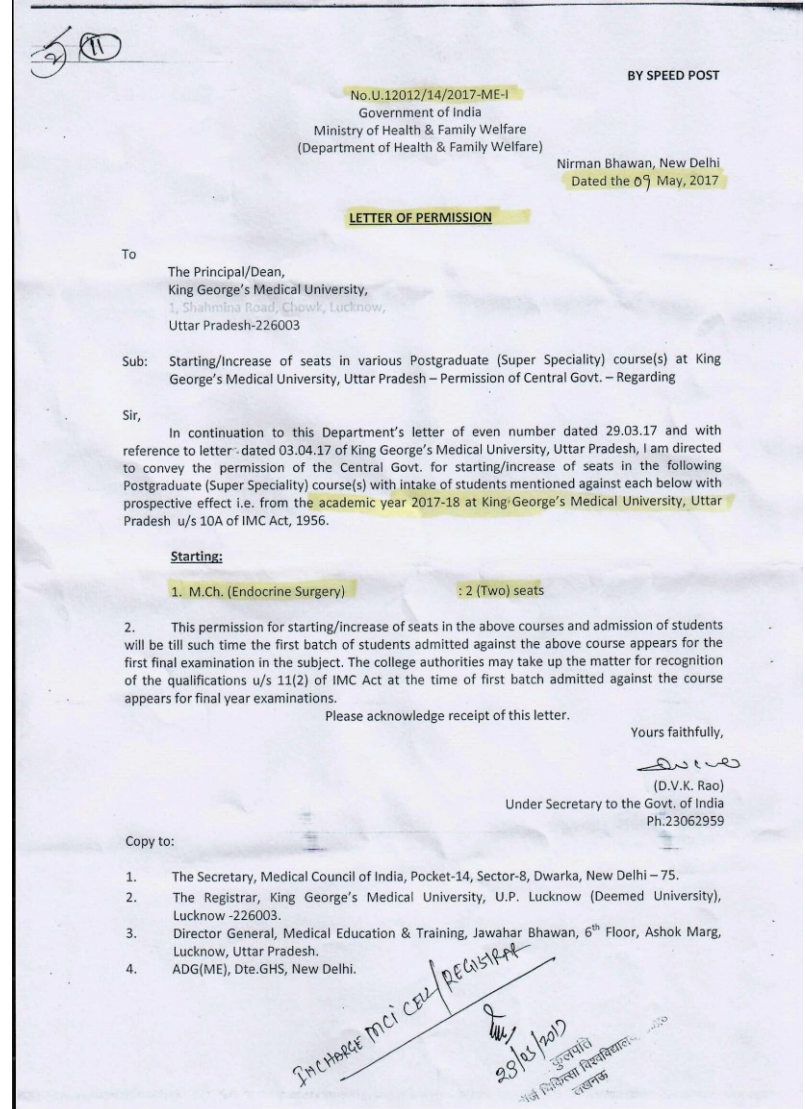 2 11
BY SPEED POST
No.U.12012/14/2017-ME-I
Government of India
Ministry of Health & Family Welfare
(Department of Health & Family Welfare)
Nirman Bhawan, New Delhi
Dated the 09 May, 2017
LETTER OF PERMISSION
To
The Principal/Dean,
King George's Medical University,
1, Shahmina Road, Chowk, Lucknow,
Uttar Pradesh-226003
Sub: Starting/Increase of seats in various Postgraduate (Super Speciality) course(s) at King
George's Medical University, Uttar Pradesh – Permission of Central Govt. – Regarding
Sir,
In continuation to this Department's letter of even number dated 29.03.17 and with
reference to letter dated 03.04.17 of King George's Medical University, Uttar Pradesh, I am directed
to convey the permission of the Central Govt. for starting/increase of seats in the following
Postgraduate (Super Speciality) course(s) with intake of students mentioned against each below with
prospective effect i.e. from the academic year 2017-18 at King George's Medical University, Uttar
Pradesh u/s 10A of IMC Act, 1956.
Starting:
1. M.Ch. (Endocrine Surgery) : 2 (Two) seats
2. This permission for starting/increase of seats in the above courses and admission of students
will be till such time the first batch of students admitted against the above course appears for the
first final examination in the subject. The college authorities may take up the matter for recognition
of the qualifications u/s 11(2) of IMC Act at the time of first batch admitted against the course
appears for final year examinations.
Please acknowledge receipt of this letter.
Yours faithfully,
(D.V.K. Rao)
Under Secretary to the Govt. of India
Ph.23062959
Copy to:
1. The Secretary, Medical Council of India, Pocket-14, Sector-8, Dwarka, New Delhi – 75.
2. The Registrar, King George's Medical University, U.P. Lucknow (Deemed University),
Lucknow -226003.
3. Director General, Medical Education & Training, Jawahar Bhawan, 6th Floor, Ashok Marg,
Lucknow, Uttar Pradesh.
4. ADG(ME), Dte.GHS, New Delhi.
INCHARGE MCI CELL/REGISTRAR
कुलपति
चिकित्सा विश्वविद्यालय
लखनऊ